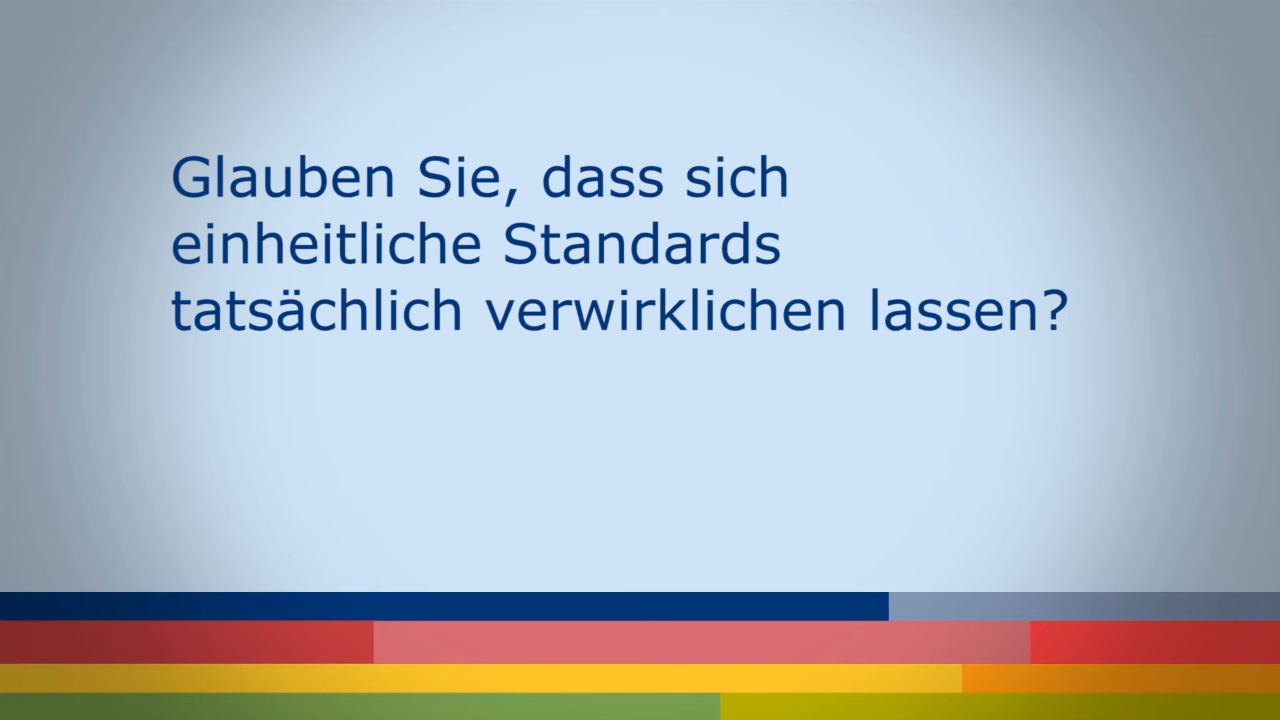 Glauben Sie, dass sich
einheitliche Standards
tatsächlich verwirklichen lassen?